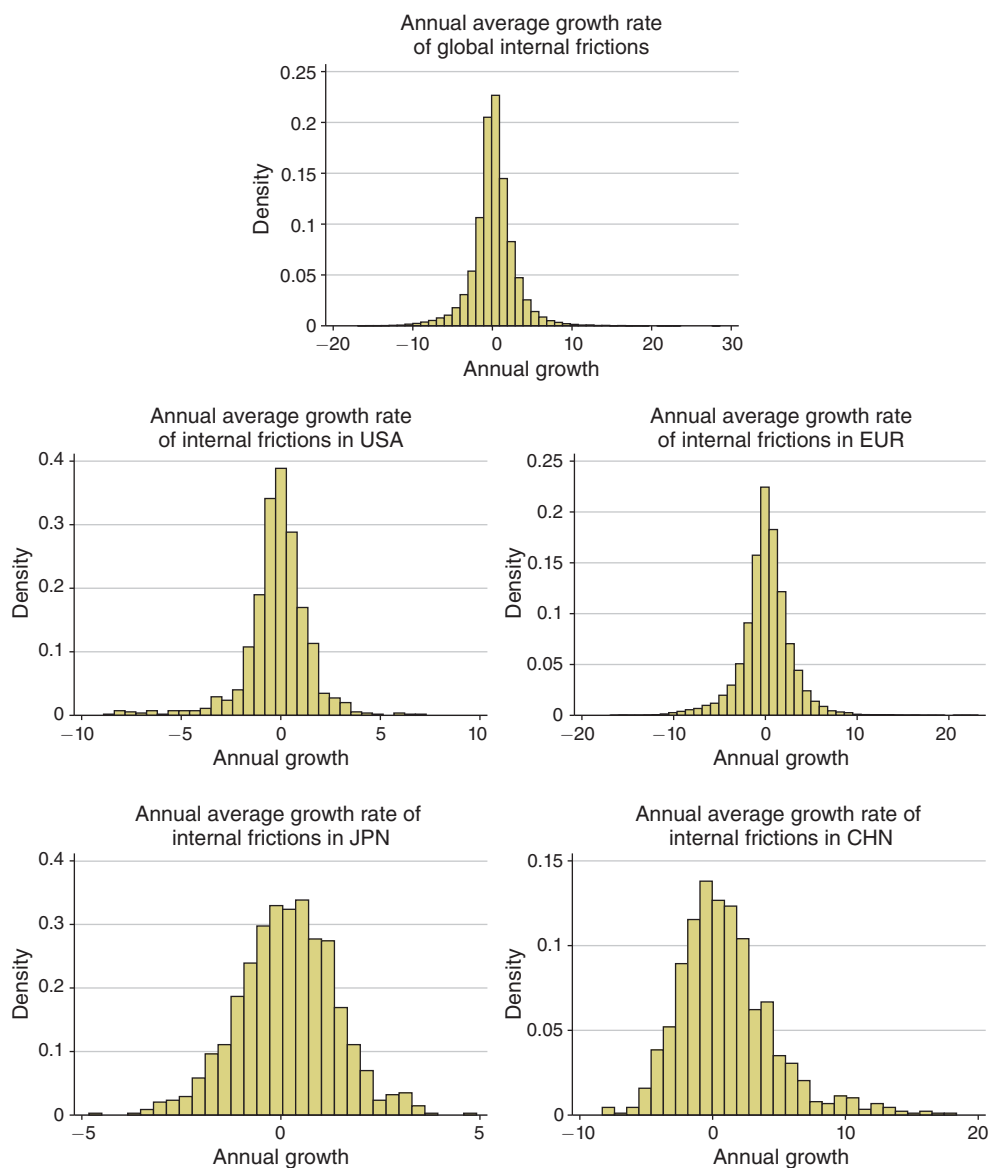 Annual average growth rate
of global internal frictions
0.25
0.2
0.15
0.1
0.05
0
Density
−20 −10 0 10 20 30
Annual growth
Annual average growth rate
of internal frictions in USA
0.4
0.3
0.2
0.1
0
Density
−10 −5 0 5 10
Annual growth
Annual average growth rate
of internal frictions in EUR
0.25
0.2
0.15
0.1
0.05
0
Density
−20 −10 0 10 20
Annual growth
Annual average growth rate of
internal frictions in JPN
0.4
0.3
0.2
0.1
0
Density
−5 0 5
Annual growth
Annual average growth rate of
internal frictions in CHN
0.15
0.1
0.05
0
Density
−10 0 10 20
Annual growth